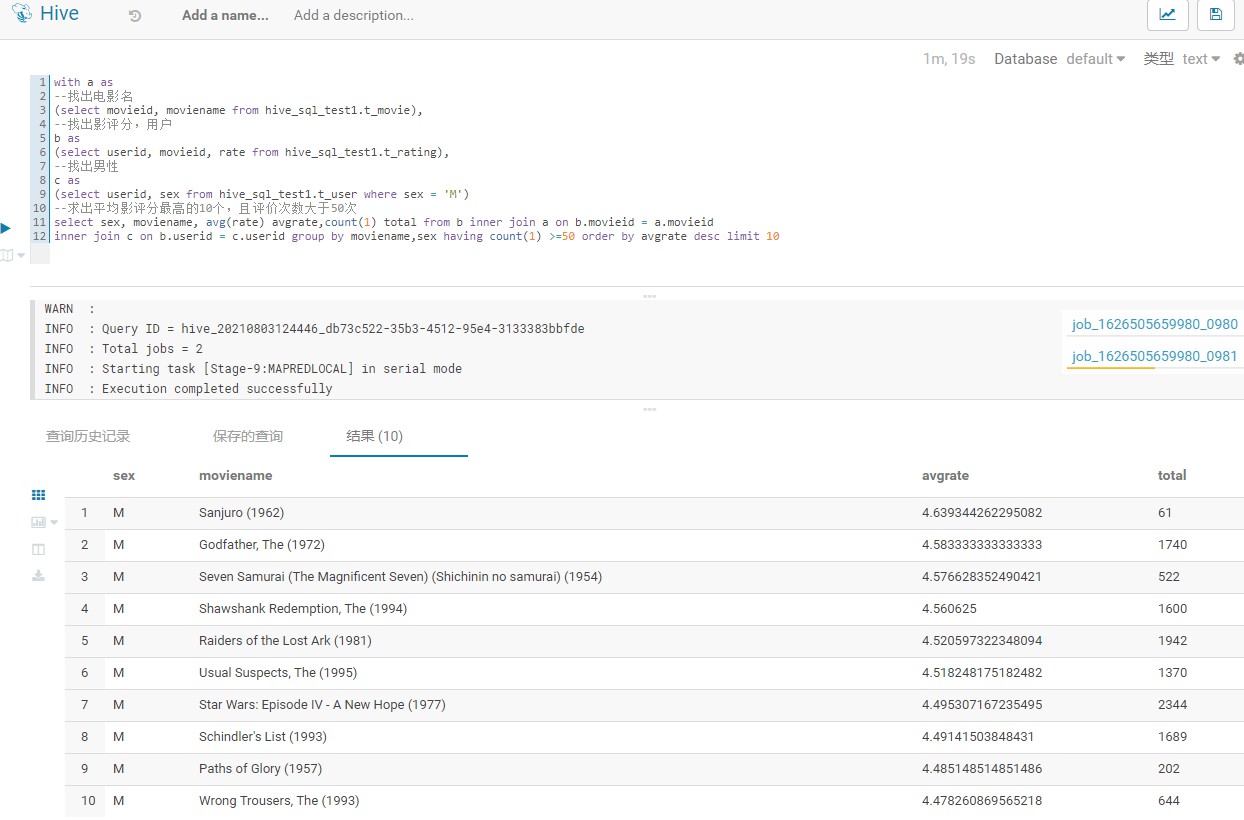 Hive Add a name... Add a description...
1m, 19s Database default 类型 text
1 with a as
2 --找出电影名
3 (select movieid, moviename from hive_sql_test1.t_movie),
4 --找出影评分，用户
5 b as
6 (select userid, movieid, rate from hive_sql_test1.t_rating),
7 --找出男性
8 c as
9 (select userid, sex from hive_sql_test1.t_user where sex = 'M')
10 --求出平均影评分最高的10个，且评价次数大于50次
11 select sex, moviename, avg(rate) avgrate,count(1) total from b inner join a on b.movieid = a.movieid
12 inner join c on b.userid = c.userid group by moviename,sex having count(1) >=50 order by avgrate desc limit 10
WARN :
INFO : Query ID = hive_20210803124446_db73c522-35b3-4512-95e4-3133383bbfde
INFO : Total jobs = 2
INFO : Starting task [Stage-9:MAPREDLOCAL] in serial mode
INFO : Execution completed successfully
job_1626505659980_0980
job_1626505659980_0981
查询历史记录 保存的查询 结果 (10)
sex moviename avgrate total
1 M Sanjuro (1962) 4.639344262295082 61
2 M Godfather, The (1972) 4.583333333333333 1740
3 M Seven Samurai (The Magnificent Seven) (Shichinin no samurai) (1954) 4.576628352490421 522
4 M Shawshank Redemption, The (1994) 4.560625 1600
5 M Raiders of the Lost Ark (1981) 4.520597322348094 1942
6 M Usual Suspects, The (1995) 4.518248175182482 1370
7 M Star Wars: Episode IV - A New Hope (1977) 4.495307167235495 2344
8 M Schindler's List (1993) 4.49141503848431 1689
9 M Paths of Glory (1957) 4.485148514851486 202
10 M Wrong Trousers, The (1993) 4.478260869565218 644